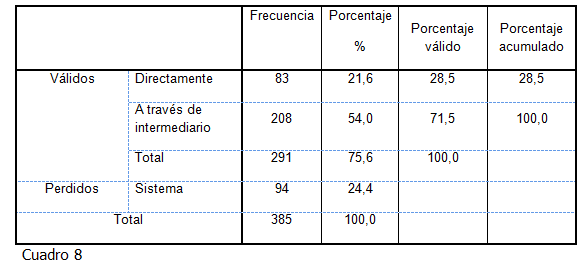 Frecuencia Porcentaje % Porcentaje válido Porcentaje acumulado
Válidos Directamente 83 21,6 28,5 28,5
A través de intermediario 208 54,0 71,5 100,0
Total 291 75,6 100,0
Perdidos Sistema 94 24,4
Total 385 100,0
Cuadro 8